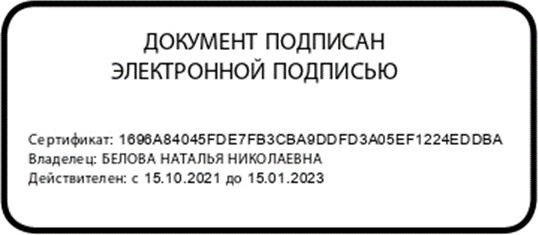 ДОКУМЕНТ ПОДПИСАН
ЭЛЕКТРОННОЙ ПОДПИСЬЮ
Сертификат: 1696A84045FDE7FB3CBA9DDFD3A05EF1224EDDBA
Владелец: БЕЛОВА НАТАЛЬЯ НИКОЛАЕВНА
Действителен: с 15.10.2021 до 15.01.2023